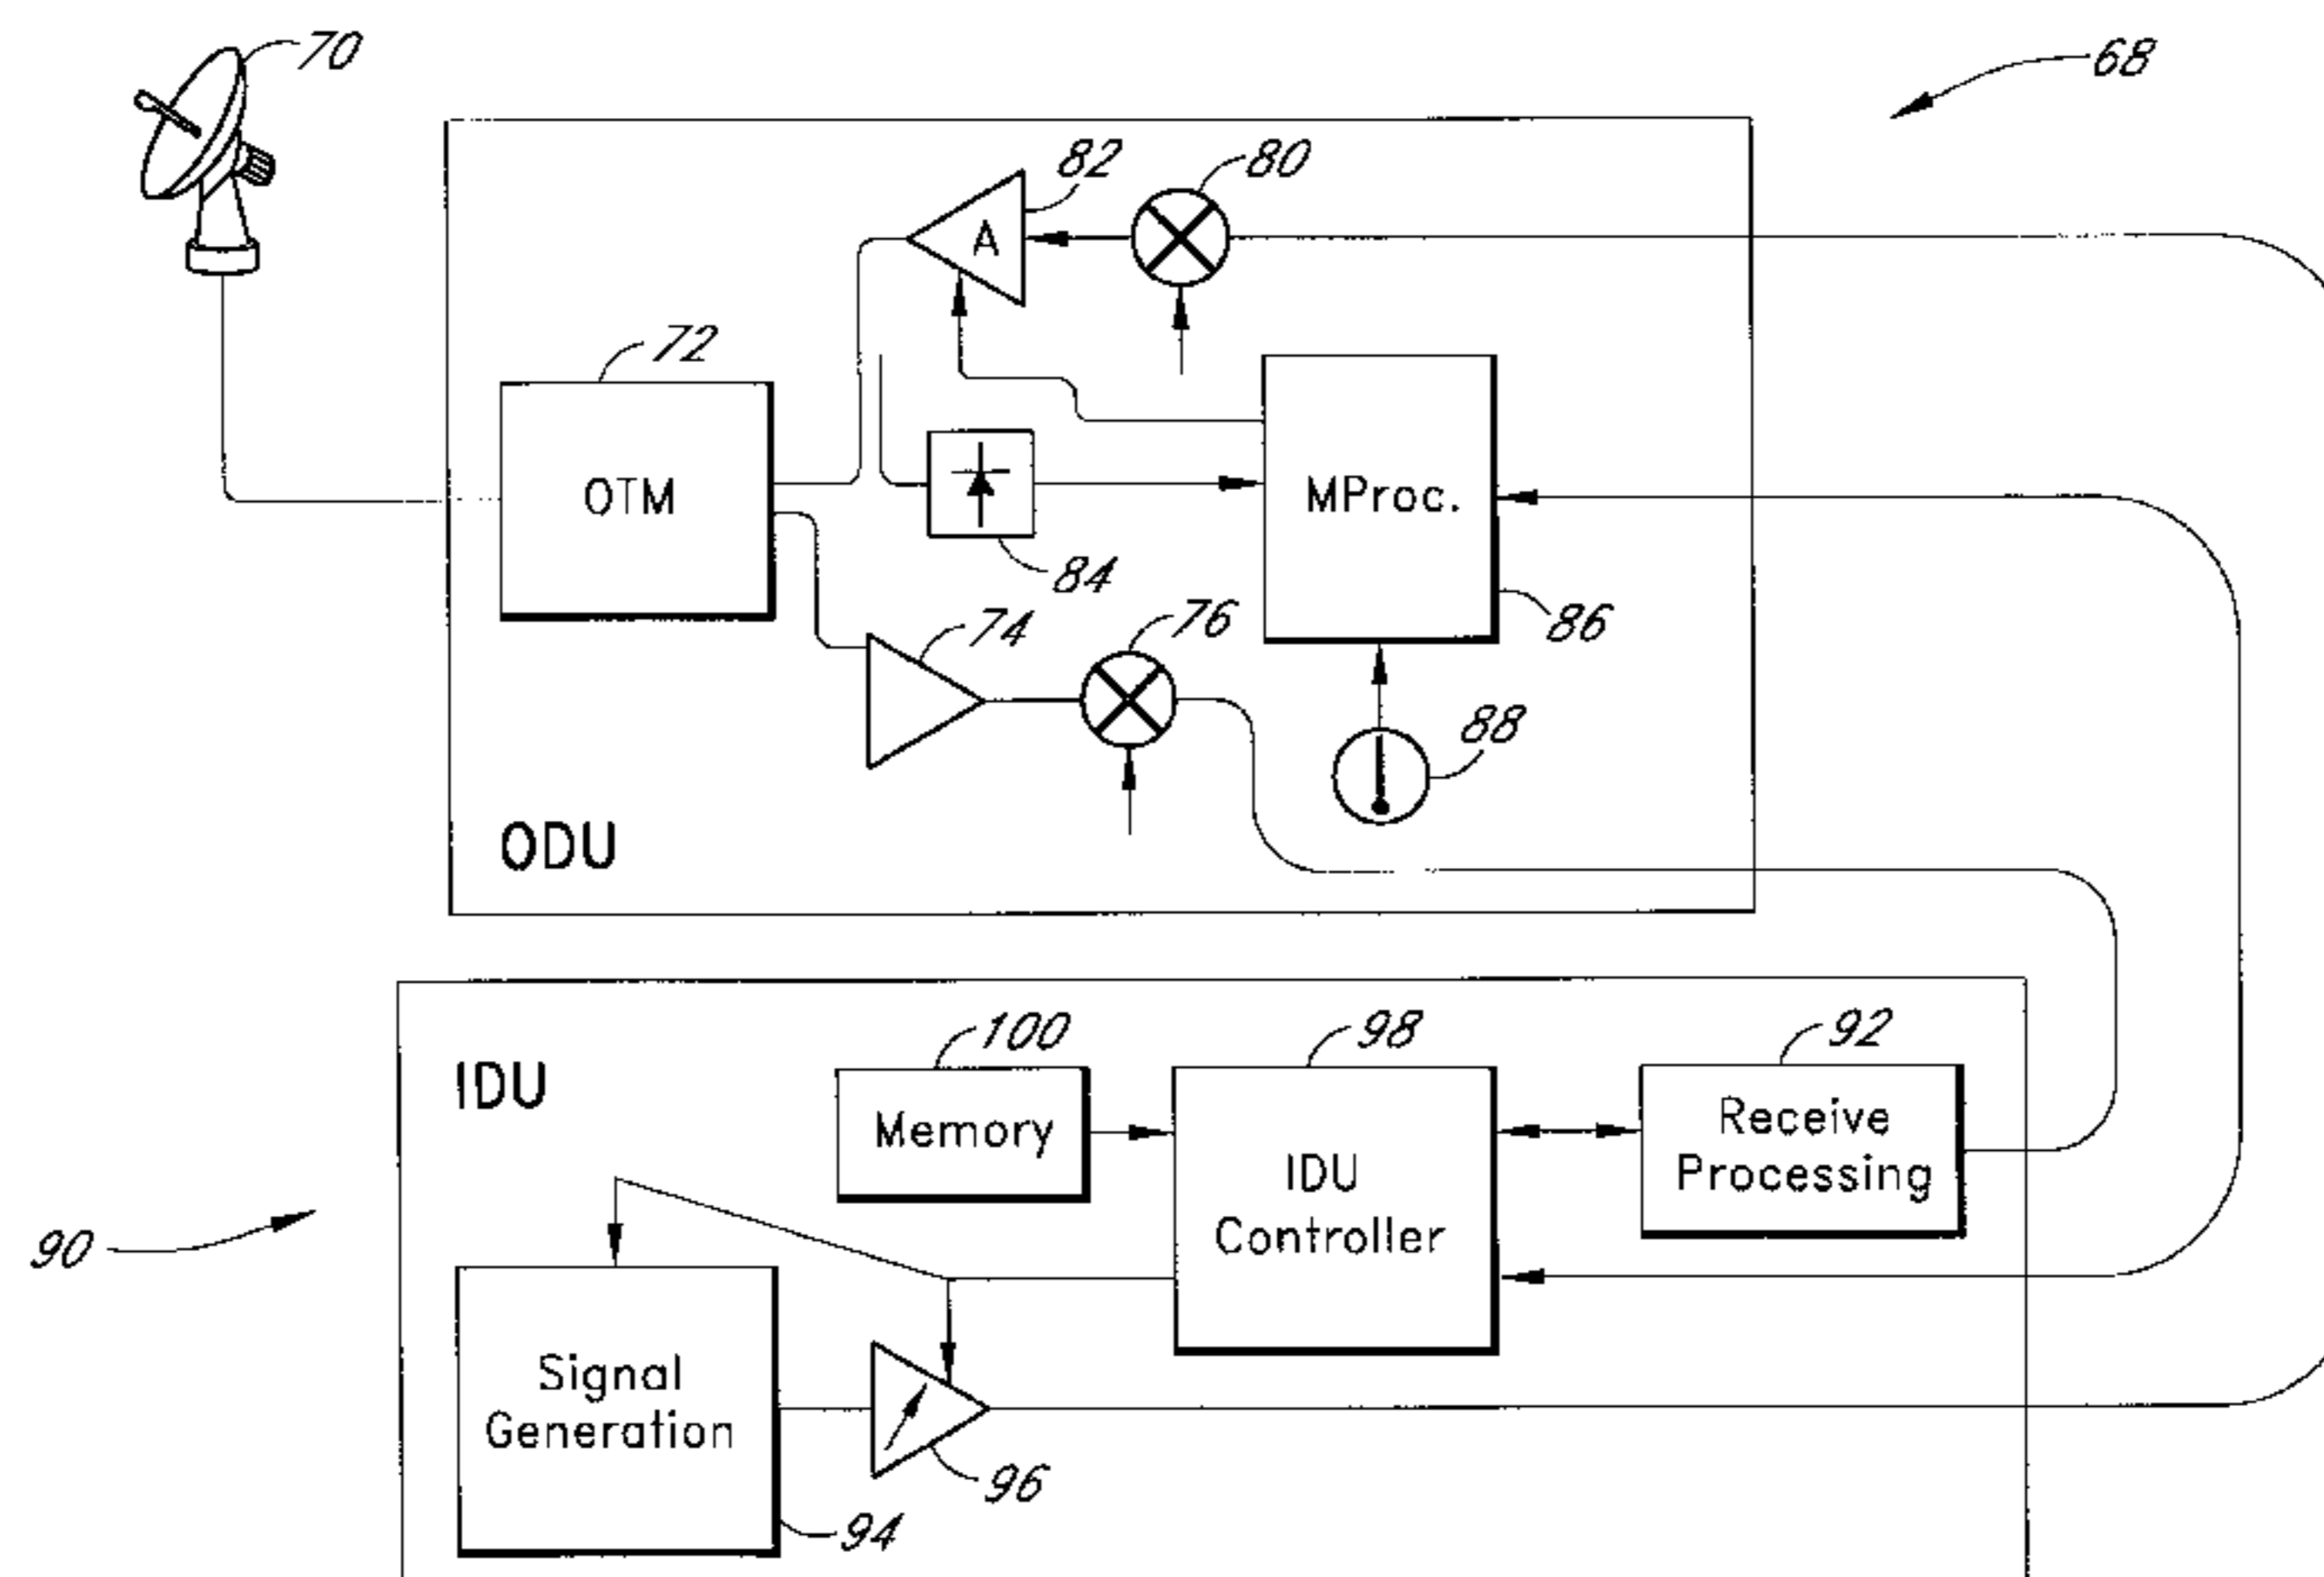 70
68
82
80
A
72
OTM
MProc.
84
74
76
86
88
ODU
100
98
92
IDU
Memory
Receive
Processing
IDU
Controller
90
Signal
Generation
96
94